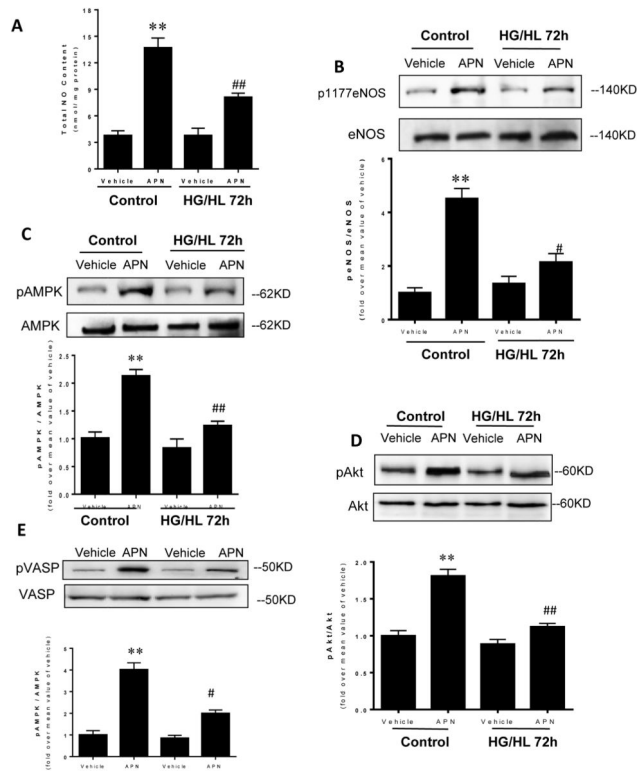 A
Total NO Content
(nmol/mg protein)
18
15
12
9
6
3
0
**
##
Vehicle APN Vehicle APN
Control HG/HL 72h
B
Control HG/HL 72h
Vehicle APN Vehicle APN
p1177eNOS --140KD
eNOS --140KD
peNOS/eNOS
(fold over mean value of vehicle)
6
4
2
0
**
#
Vehicle APN Vehicle APN
Control HG/HL 72h
C
Control HG/HL 72h
Vehicle APN Vehicle APN
pAMPK --62KD
AMPK --62KD
pAMPK / AMPK
(fold over mean value of vehicle)
2.5
2.0
1.5
1.0
0.5
0.0
**
##
Vehicle APN Vehicle APN
Control HG/HL 72h
D
Control HG/HL 72h
Vehicle APN Vehicle APN
pAkt --60KD
Akt --60KD
pAkt/Akt
(fold over mean value of vehicle)
2.0
1.5
1.0
0.5
0.0
**
##
Vehicle APN Vehicle APN
Control HG/HL 72h
E
Vehicle APN Vehicle APN
pVASP --50KD
VASP --50KD
pAMPK / AMPK
(fold over mean value of vehicle)
5
4
3
2
1
0
**
#
Vehicle APN Vehicle APN